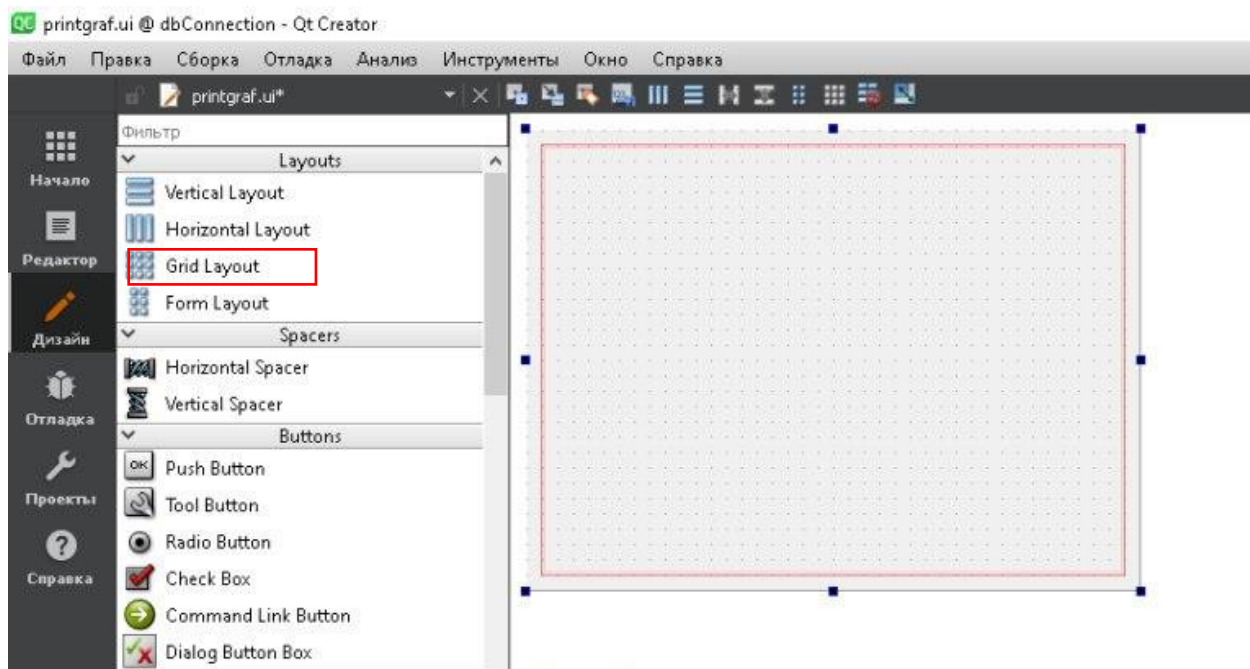 QC printgraf.ui @ dbConnection - Qt Creator
Файл Правка Сборка Отладка Анализ Инструменты Окно Справка
printgraf.ui*
Фильтр
Начало
Редактор
Дизайн
Отладка
Проекты
Справка
Layouts
Vertical Layout
Horizontal Layout
Grid Layout
Form Layout
Spacers
Horizontal Spacer
Vertical Spacer
Buttons
OK Push Button
Tool Button
Radio Button
Check Box
Command Link Button
Dialog Button Box